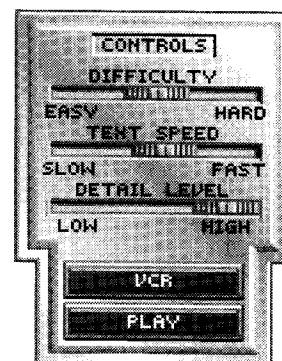 CONTROLS
DIFFICULTY
EASY HARD
TEXT SPEED
SLOW FAST
DETAIL LEVEL
LOW HIGH
VCR
PLAY